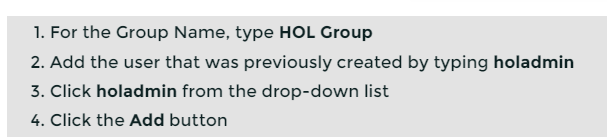 1. For the Group Name, type HOL Group
2. Add the user that was previously created by typing holadmin
3. Click holadmin from the drop-down list
4. Click the Add button